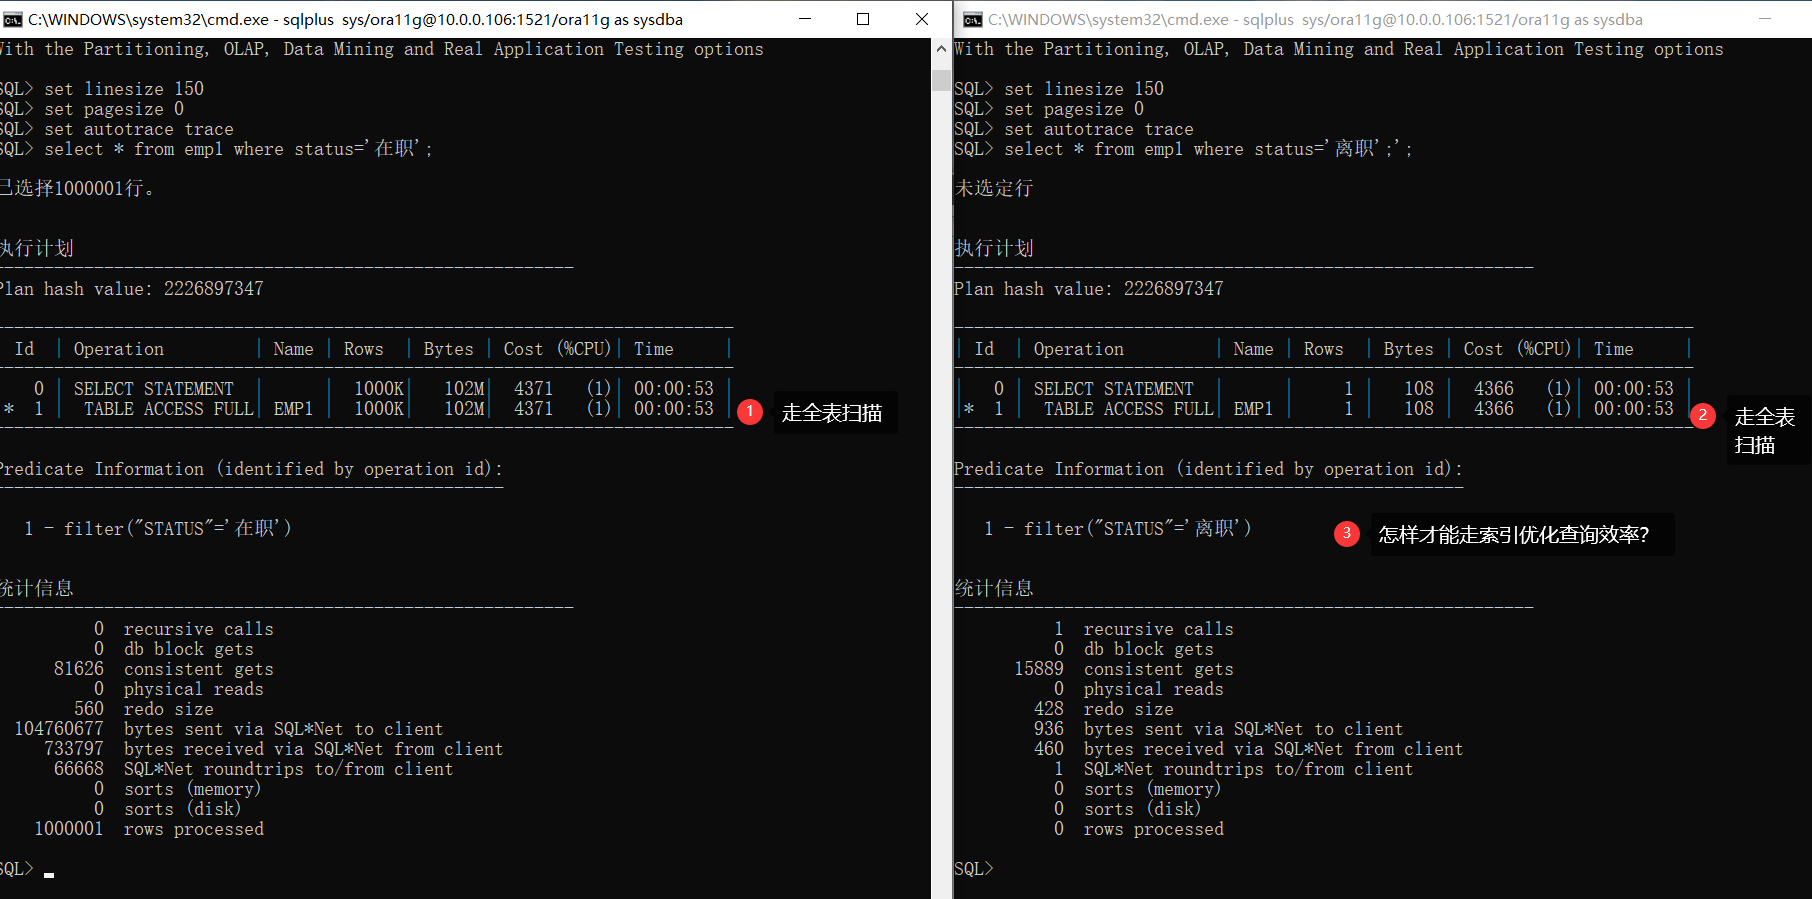 C:\WINDOWS\system32\cmd.exe - sqlplus  sys/ora11g@10.0.0.106:1521/ora11g as sysdba
With the Partitioning, OLAP, Data Mining and Real Application Testing options
SQL> set linesize 150
SQL> set pagesize 0
SQL> set autotrace trace
SQL> select * from emp1 where status='在职';
已选择1000001行。
执行计划
----------------------------------------------------------
Plan hash value: 2226897347
--------------------------------------------------------------------------
Id  | Operation         | Name | Rows  | Bytes | Cost (%CPU)| Time     |
--------------------------------------------------------------------------
0 | SELECT STATEMENT  |      |  1000K|   102M|  4371   (1)| 00:00:53 |
* 1 |  TABLE ACCESS FULL| EMP1 |  1000K|   102M|  4371   (1)| 00:00:53 |
--------------------------------------------------------------------------
1 走全表扫描
Predicate Information (identified by operation id):
---------------------------------------------------
1 - filter("STATUS"='在职')
统计信息
----------------------------------------------------------
0  recursive calls
0  db block gets
81626  consistent gets
0  physical reads
560  redo size
104760677  bytes sent via SQL*Net to client
733797  bytes received via SQL*Net from client
66668  SQL*Net roundtrips to/from client
0  sorts (memory)
0  sorts (disk)
1000001  rows processed
SQL>
C:\WINDOWS\system32\cmd.exe - sqlplus  sys/ora11g@10.0.0.106:1521/ora11g as sysdba
With the Partitioning, OLAP, Data Mining and Real Application Testing options
SQL> set linesize 150
SQL> set pagesize 0
SQL> set autotrace trace
SQL> select * from emp1 where status='离职';';
未选定行
执行计划
----------------------------------------------------------
Plan hash value: 2226897347
--------------------------------------------------------------------------
| Id  | Operation         | Name | Rows  | Bytes | Cost (%CPU)| Time     |
--------------------------------------------------------------------------
|   0 | SELECT STATEMENT  |      |     1 |   108 |  4366   (1)| 00:00:53 |
|*  1 |  TABLE ACCESS FULL| EMP1 |     1 |   108 |  4366   (1)| 00:00:53 |
--------------------------------------------------------------------------
2 走全表
扫描
Predicate Information (identified by operation id):
---------------------------------------------------
1 - filter("STATUS"='离职')
3 怎样才能走索引优化查询效率?
统计信息
----------------------------------------------------------
1  recursive calls
0  db block gets
15889  consistent gets
0  physical reads
428  redo size
936  bytes sent via SQL*Net to client
460  bytes received via SQL*Net from client
1  SQL*Net roundtrips to/from client
0  sorts (memory)
0  sorts (disk)
0  rows processed
SQL>